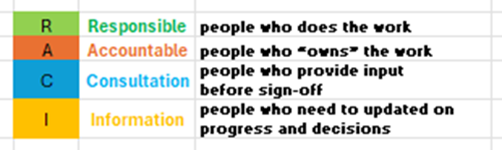 R Responsible people who does the work
A Accountable people who "owns" the work
C Consultation people who provide input
before sign-off
I Information people who need to updated on
progress and decisions